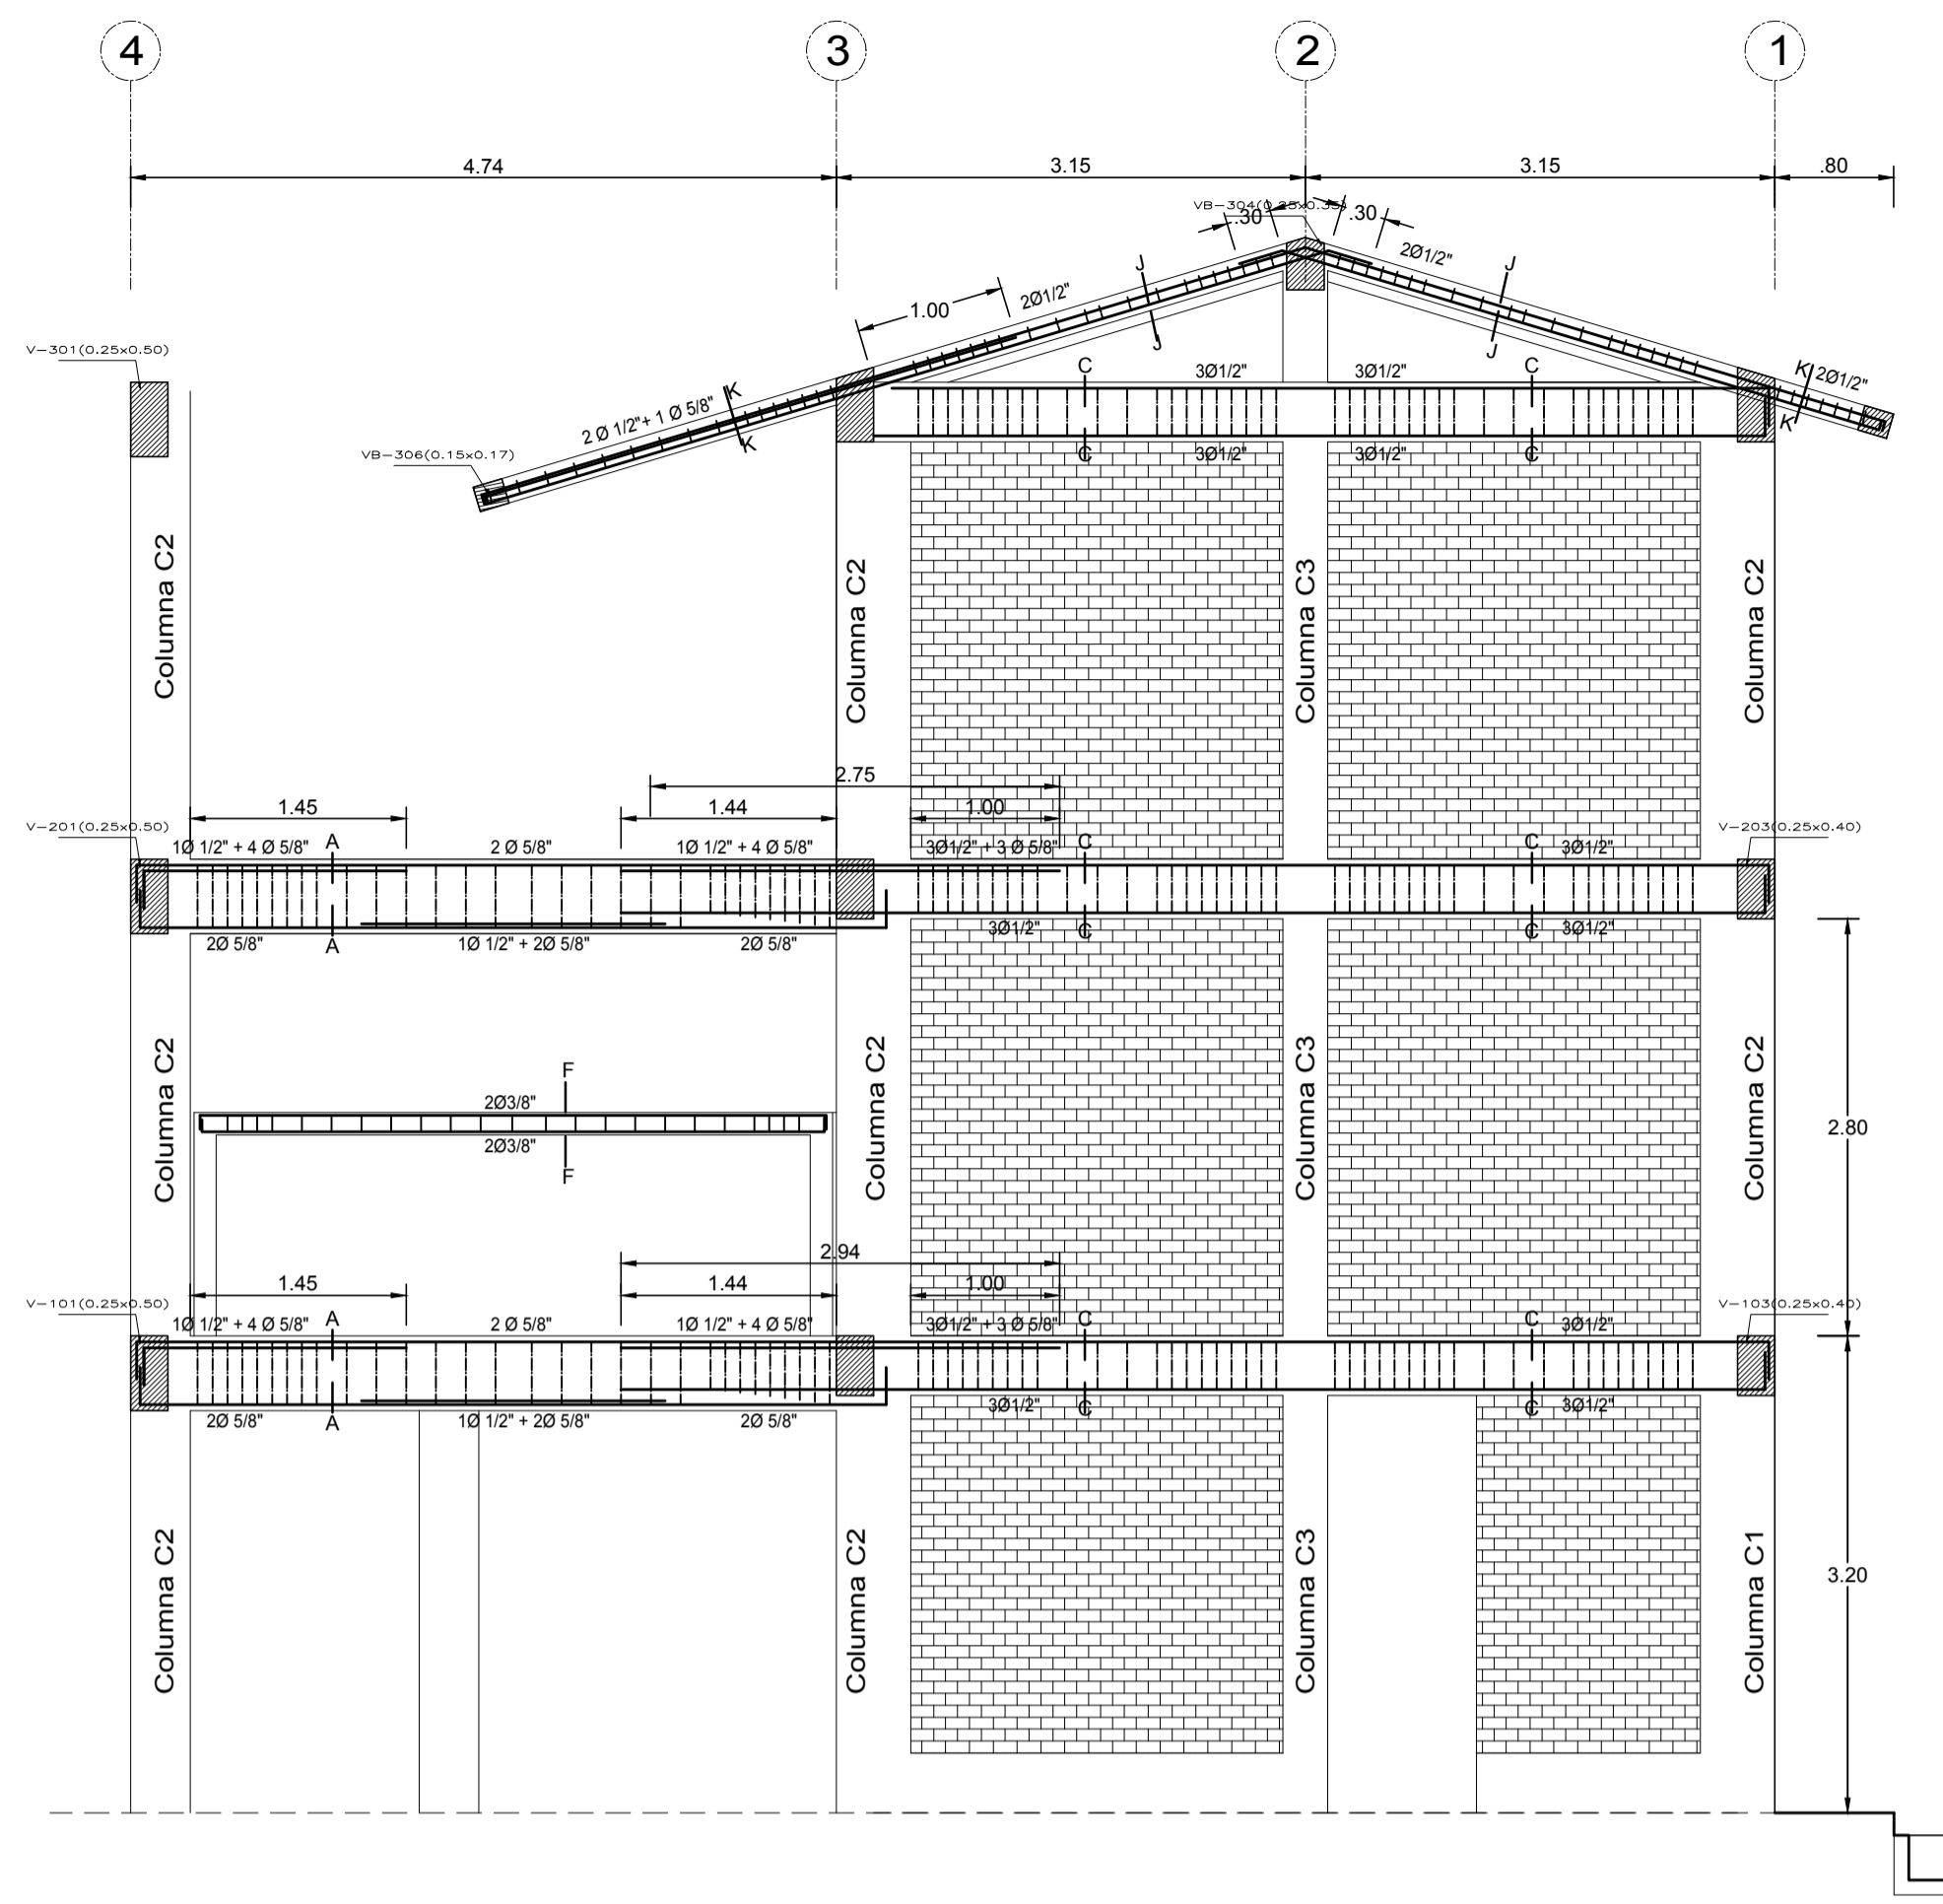 4 3 2 1
4.74 3.15 3.15 .80
VB-304(0.25x0.35)
.30 .30
2Ø1/2"
J J
1.00 2Ø1/2"
J J
V-301(0.25x0.50)
C C
3Ø1/2" 3Ø1/2"
K K 2Ø1/2"
2 Ø 1/2"+ 1 Ø 5/8"
K K
VB-306(0.15x0.17)
C 3Ø1/2" 3Ø1/2" C
Columna C2
Columna C2
Columna C3
Columna C2
2.75
1.45 1.44 1.00
V-201(0.25x0.50) V-203(0.25x0.40)
1Ø 1/2" + 4 Ø 5/8" A 2 Ø 5/8" 1Ø 1/2" + 4 Ø 5/8" 3Ø1/2" + 3 Ø 5/8" C C 3Ø1/2"
2Ø 5/8" A 1Ø 1/2" + 2Ø 5/8" 2Ø 5/8" 3Ø1/2" C C 3Ø1/2"
Columna C2
Columna C2
Columna C3
Columna C2
F
2Ø3/8"
2Ø3/8"
F
2.80
2.94
1.45 1.44 1.00
V-101(0.25x0.50) V-103(0.25x0.40)
1Ø 1/2" + 4 Ø 5/8" A 2 Ø 5/8" 1Ø 1/2" + 4 Ø 5/8" 3Ø1/2" + 3 Ø 5/8" C C 3Ø1/2"
2Ø 5/8" A 1Ø 1/2" + 2Ø 5/8" 2Ø 5/8" 3Ø1/2" C C 3Ø1/2"
Columna C2
Columna C2
Columna C3
Columna C1
3.20